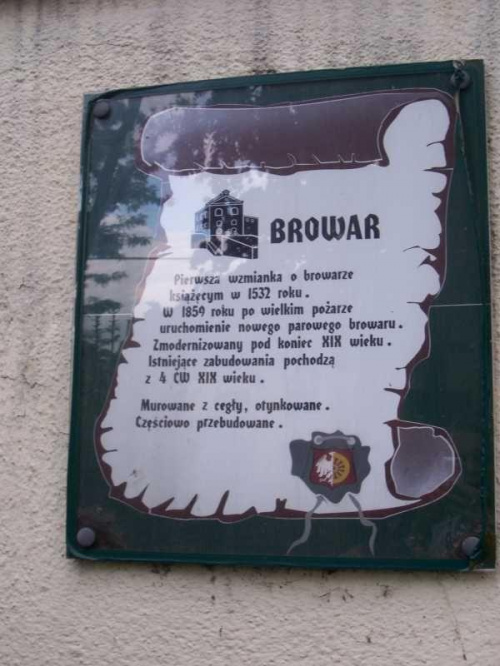 BROWAR
Pierwsza wzmianka o browarze
książęcym w 1532 roku.
W 1859 roku po wielkim pożarze
uruchomienie nowego parowego browaru.
Zmodernizowany pod koniec XIX wieku.
Istniejące zabudowania pochodzą
z 4 CW XIX wieku.
Murowane z cegły, otynkowane.
Częściowo przebudowane.